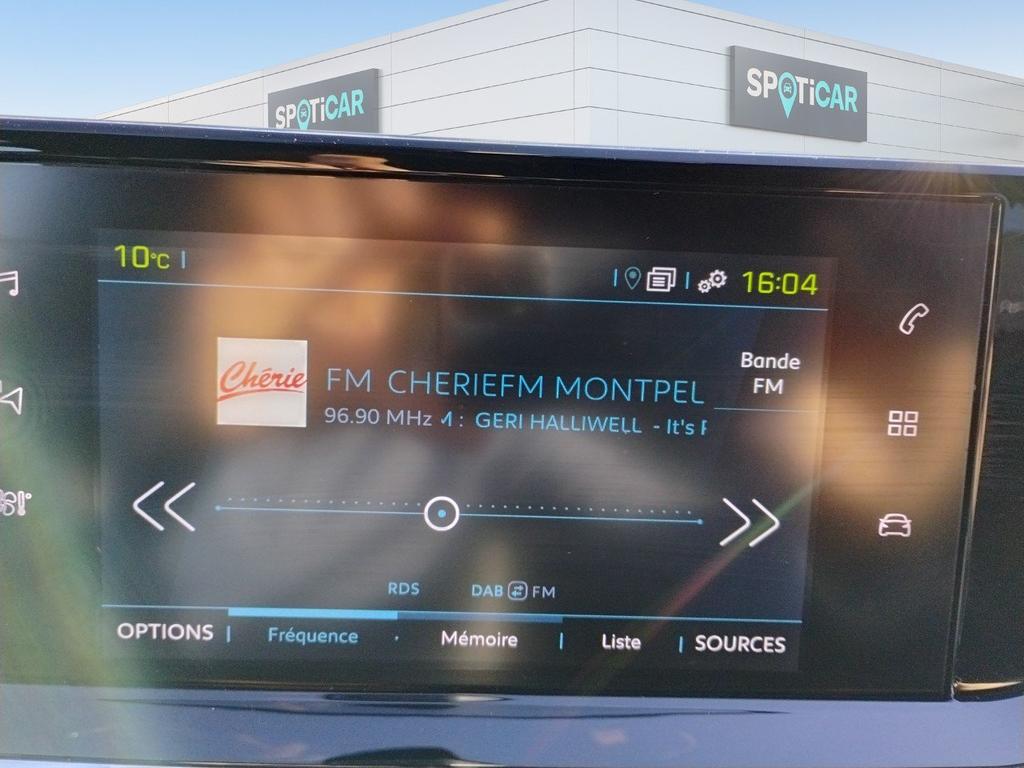 SPOTiCAR
SPOTiCAR
10°C
16:04
Chérie
FM CHERIEFM MONTPEL
Bande
FM
96.90 MHz : GERI HALLIWELL - It's
RDS
DAB FM
OPTIONS Fréquence Mémoire Liste SOURCES